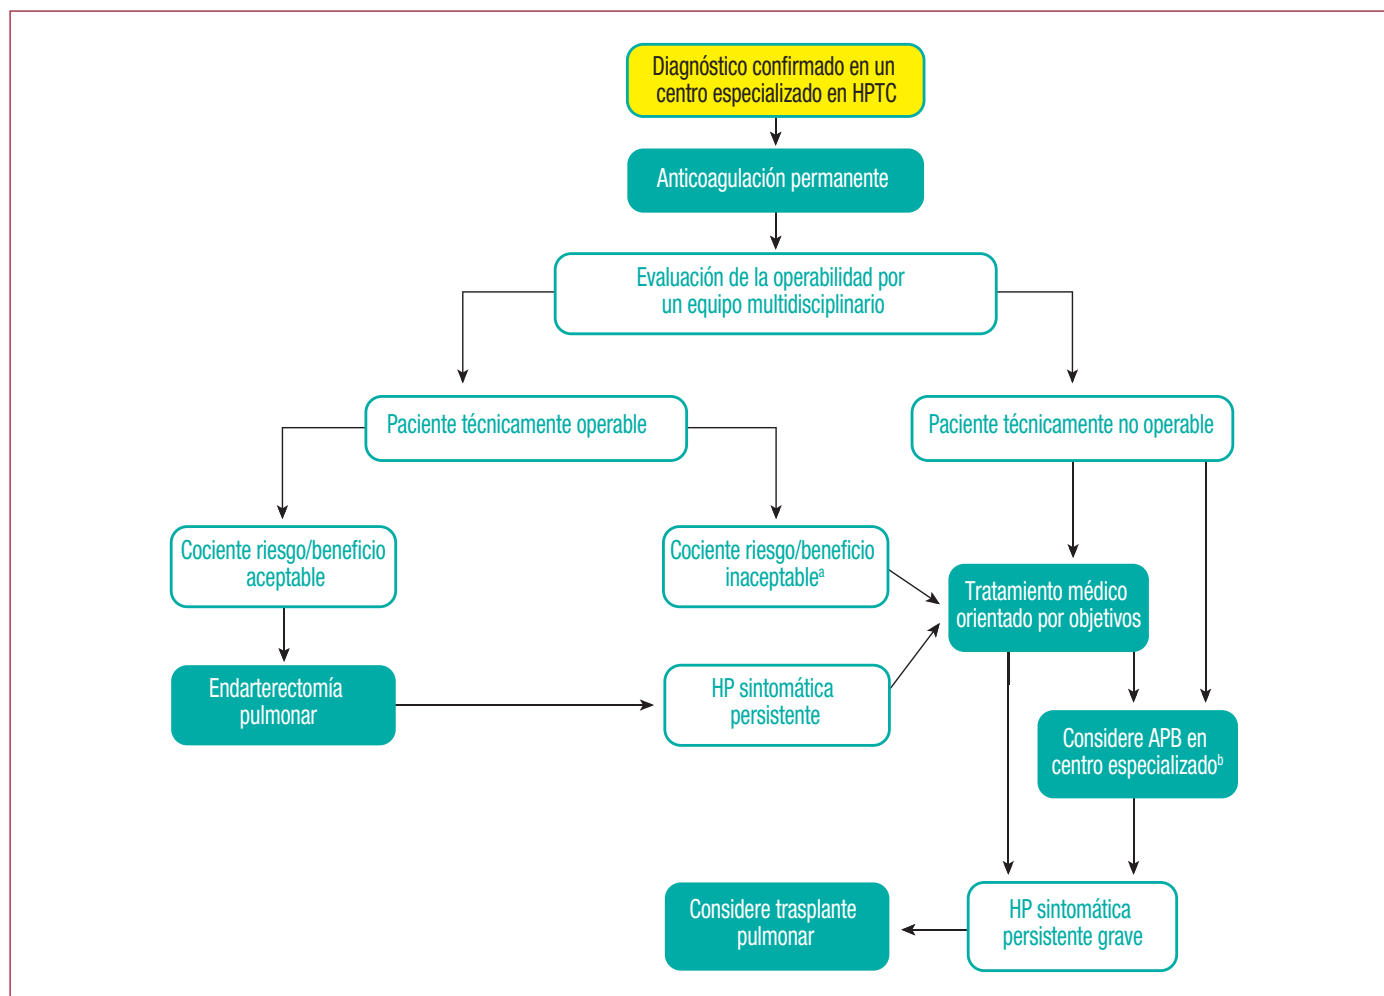 Diagnóstico confirmado en un
centro especializado en HPTC
Anticoagulación permanente
Evaluación de la operabilidad por
un equipo multidisciplinario
Paciente técnicamente operable
Paciente técnicamente no operable
Cociente riesgo/beneficio
aceptable
Cociente riesgo/beneficio
inaceptableᵃ
Tratamiento médico
orientado por objetivos
Endarterectomía
pulmonar
HP sintomática
persistente
Considere APB en
centro especializadoᵇ
Considere trasplante
pulmonar
HP sintomática
persistente grave